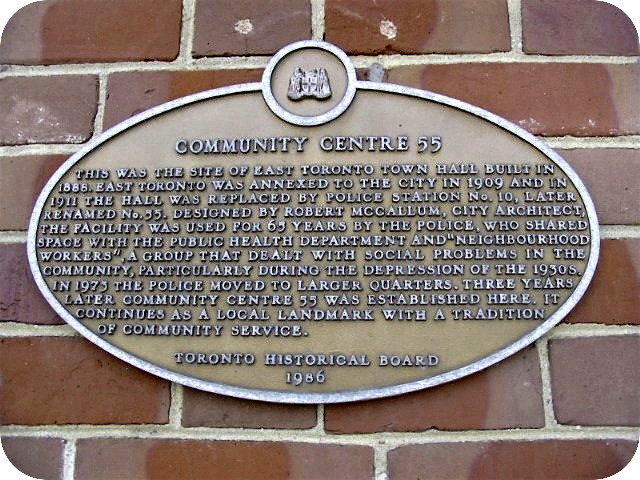 COMMUNITY CENTRE 55
THIS WAS THE SITE OF EAST TORONTO TOWN HALL BUILT IN
1888. EAST TORONTO WAS ANNEXED TO THE CITY IN 1909 AND IN
1911 THE HALL WAS REPLACED BY POLICE STATION No. 10, LATER
RENAMED No. 55. DESIGNED BY ROBERT MCCALLUM, CITY ARCHITECT,
THE FACILITY WAS USED FOR 65 YEARS BY THE POLICE, WHO SHARED
SPACE WITH THE PUBLIC HEALTH DEPARTMENT AND "NEIGHBOURHOOD
WORKERS", A GROUP THAT DEALT WITH SOCIAL PROBLEMS IN THE
COMMUNITY, PARTICULARLY DURING THE DEPRESSION OF THE 1930S.
IN 1975 THE POLICE MOVED TO LARGER QUARTERS. THREE YEARS
LATER COMMUNITY CENTRE 55 WAS ESTABLISHED HERE. IT
CONTINUES AS A LOCAL LANDMARK WITH A TRADITION
OF COMMUNITY SERVICE.
TORONTO HISTORICAL BOARD
1986